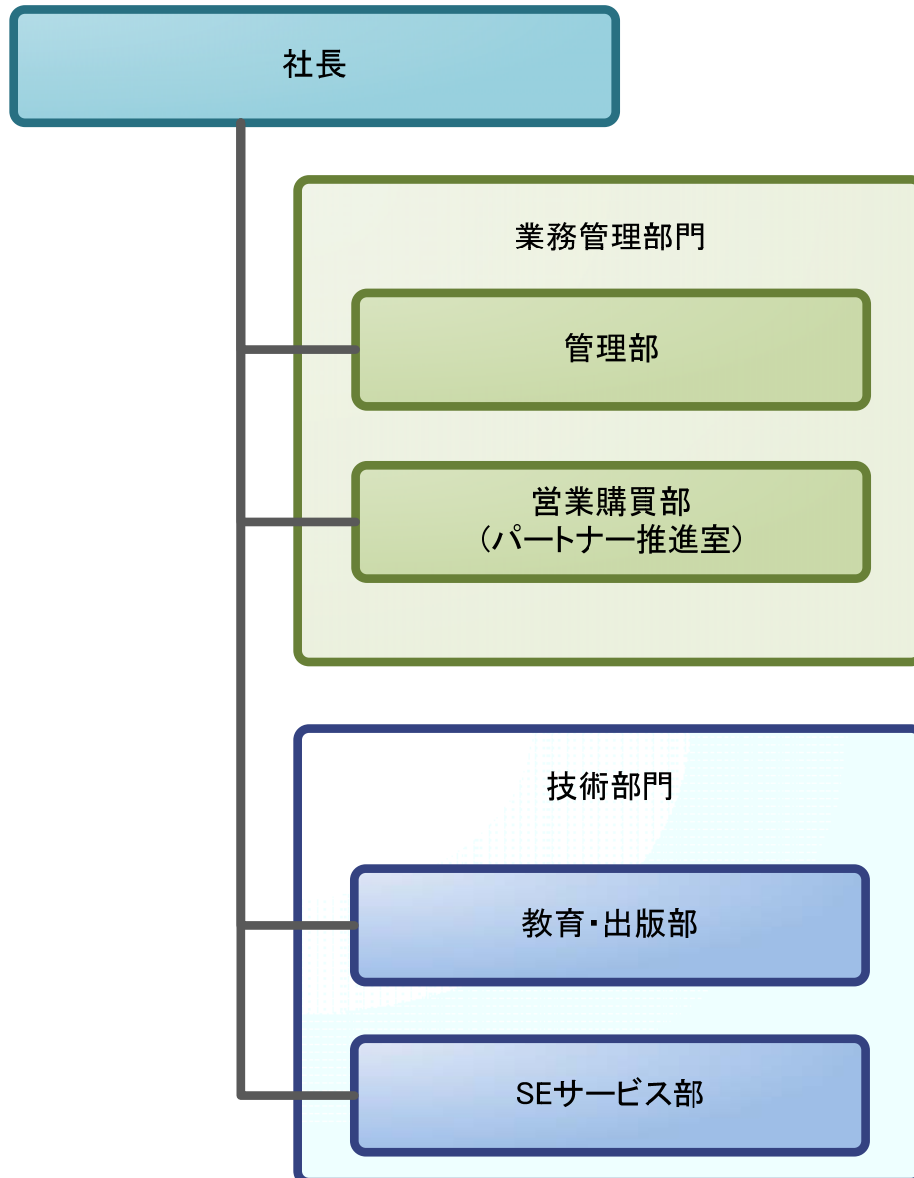 社長
業務管理部門
管理部
営業購買部
（パートナー推進室）
技術部門
教育・出版部
SEサービス部